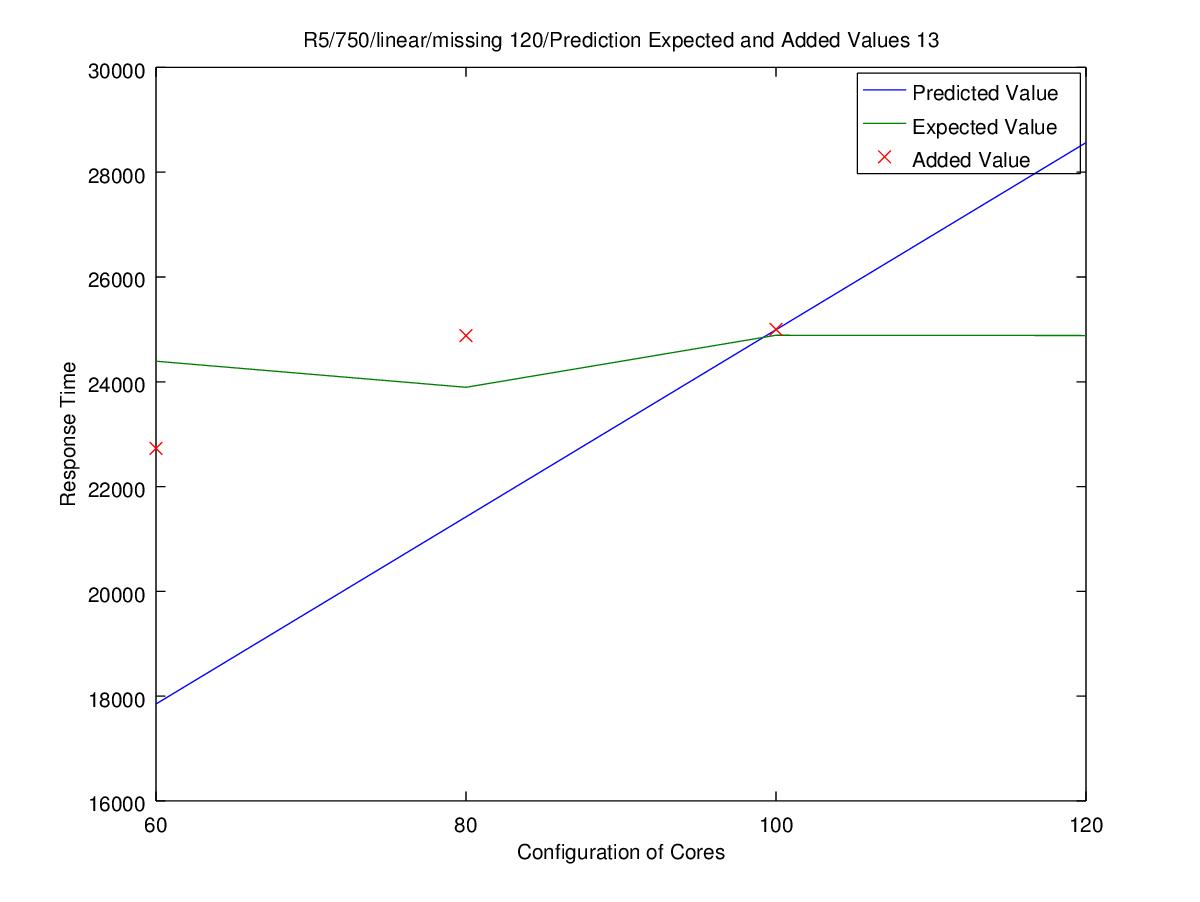 R5/750/linear/missing 120/Prediction Expected and Added Values 13
30000
28000
26000
24000
22000
20000
18000
16000
Response Time
Predicted Value
Expected Value
Added Value
60
80
100
120
Configuration of Cores